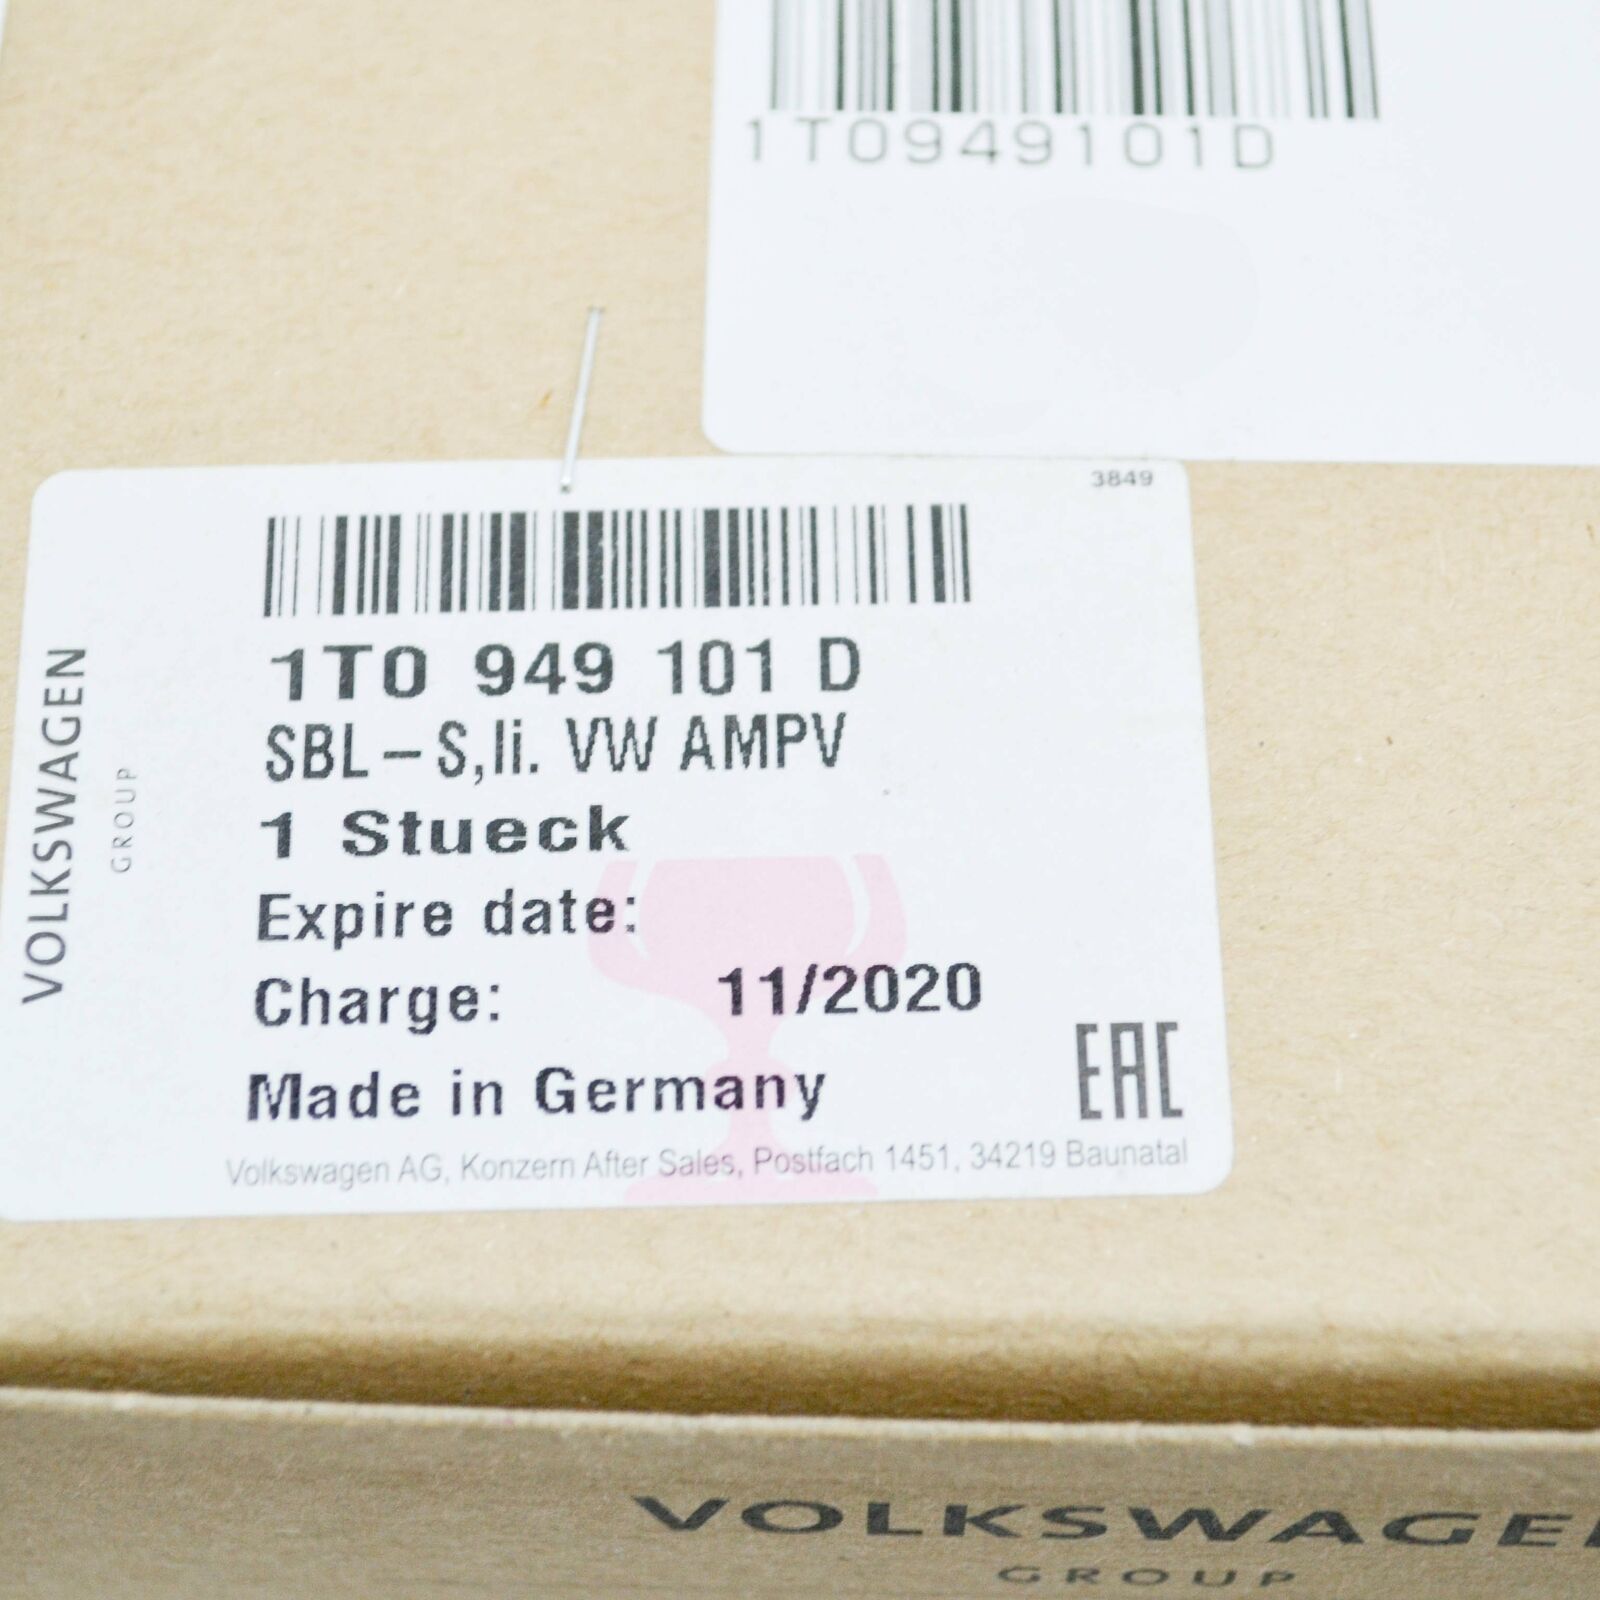 1T0949101D
3849
VOLKSWAGEN
GROUP
1T0 949 101 D
SBL-S,li. VW AMPV
1 Stueck
Expire date:
Charge: 11/2020
Made in Germany
EAC
Volkswagen AG, Konzern After Sales, Postfach 1451, 34219 Baunatal
VOLKSWAGE
GROUP